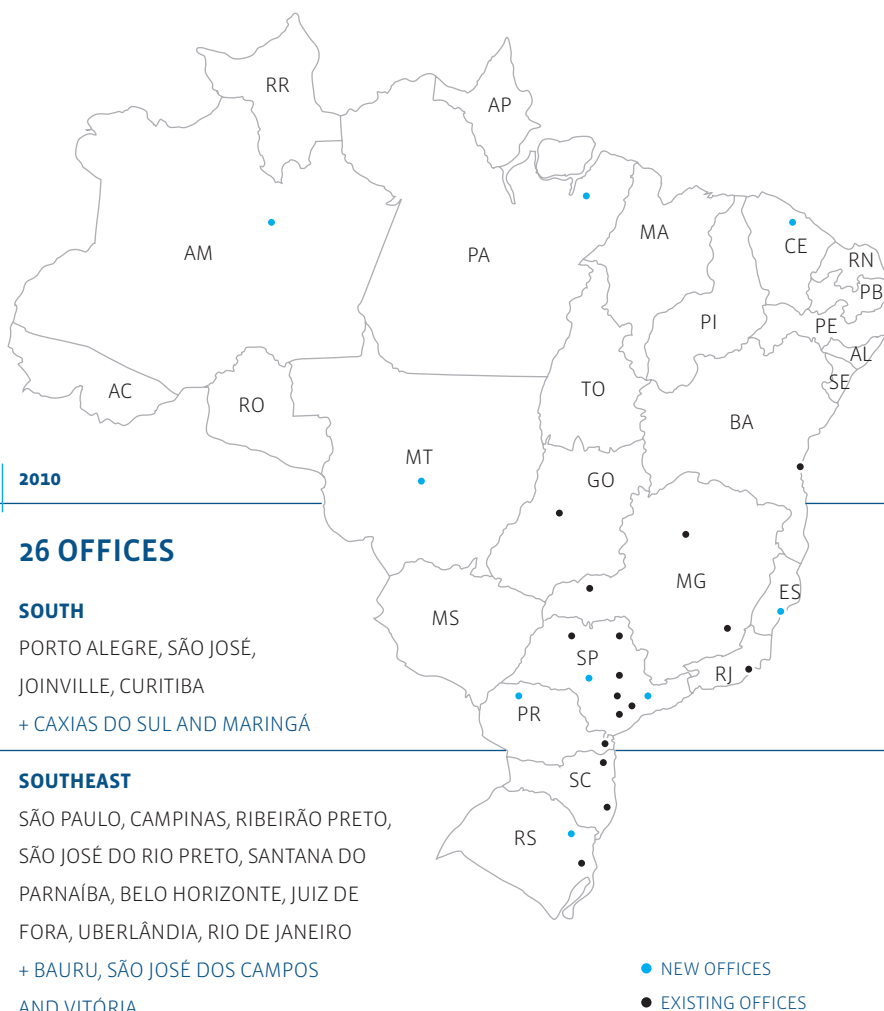 RR
AP
AM
PA
MA
CE
RN
PB
PI
PE
AL
SE
AC
RO
TO
BA
MT
GO
2010
26 OFFICES
MG
ES
SOUTH
MS
PORTO ALEGRE, SÃO JOSÉ,
JOINVILLE, CURITIBA
SP
RJ
+ CAXIAS DO SUL AND MARINGÁ
PR
SOUTHEAST
SC
SÃO PAULO, CAMPINAS, RIBEIRÃO PRETO,
RS
SÃO JOSÉ DO RIO PRETO, SANTANA DO
PARNAÍBA, BELO HORIZONTE, JUIZ DE
FORA, UBERLÂNDIA, RIO DE JANEIRO
+ BAURU, SÃO JOSÉ DOS CAMPOS
AND VITÓRIA
NEW OFFICES
EXISTING OFFICES